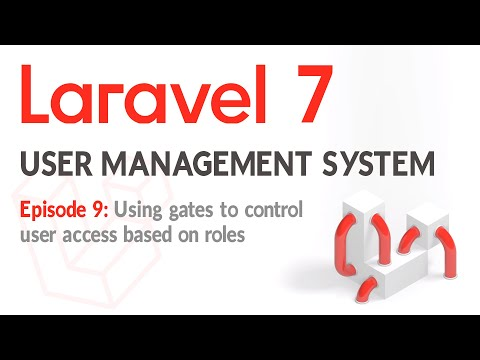 Laravel 7
USER MANAGEMENT SYSTEM
Episode 9: Using gates to control
user access based on roles